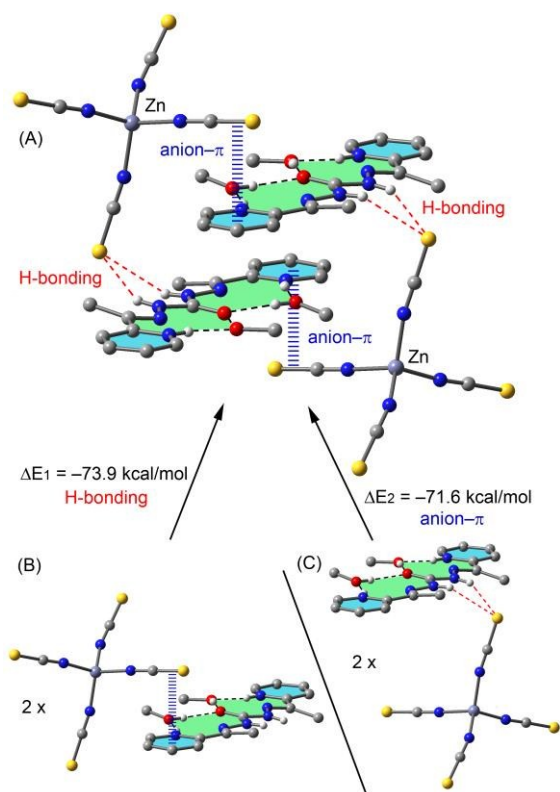 Zn
(A)
anion–π
H-bonding
H-bonding
anion–π
Zn
ΔE1 = –73.9 kcal/mol
H-bonding
ΔE2 = –71.6 kcal/mol
anion–π
(B)
(C)
2 x
2 x